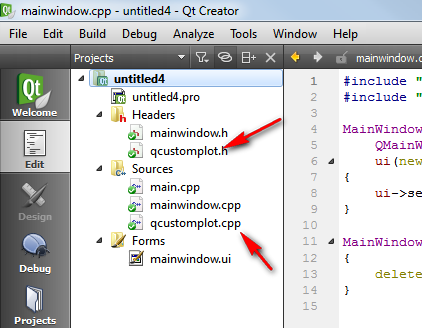 mainwindow.cpp - untitled4 - Qt Creator
File Edit Build Debug Analyze Tools Window Help
Projects mainwindow.c
Qt
Welcome
Edit
Design
Debug
Projects
untitled4
untitled4.pro
Headers
mainwindow.h
qcustomplot.h
Sources
main.cpp
mainwindow.cpp
qcustomplot.cpp
Forms
mainwindow.ui
1 #include "
2 #include "
3
4 MainWindow
5 QMainW
6 ui(new
7 {
8 ui->se
9 }
10
11 MainWindow
12 {
13 delete
14 }
15